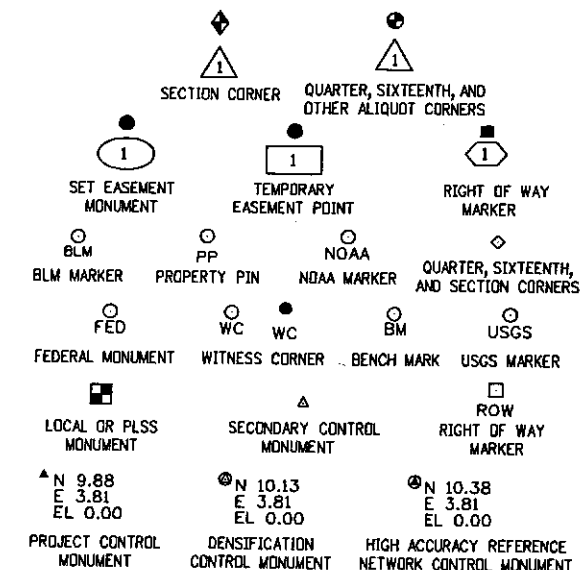 1
1
SECTION CORNER
QUARTER, SIXTEENTH, AND
OTHER ALIQUOT CORNERS
1
1
1
SET EASEMENT
MONUMENT
TEMPORARY
EASEMENT POINT
RIGHT OF WAY
MARKER
BLM
PP
NOAA
BLM MARKER
PROPERTY PIN
NOAA MARKER
QUARTER, SIXTEENTH,
AND SECTION CORNERS
FED
WC
WC
BM
USGS
FEDERAL MONUMENT
WITNESS CORNER
BENCH MARK
USGS MARKER
LOCAL OR PLSS
MONUMENT
SECONDARY CONTROL
MONUMENT
ROW
RIGHT OF WAY
MARKER
N 9.88
E 3.81
EL 0.00
PROJECT CONTROL
MONUMENT
N 10.13
E 3.81
EL 0.00
DENSIFICATION
CONTROL MONUMENT
N 10.38
E 3.81
EL 0.00
HIGH ACCURACY REFERENCE
NETWORK CONTROL MONUMENT